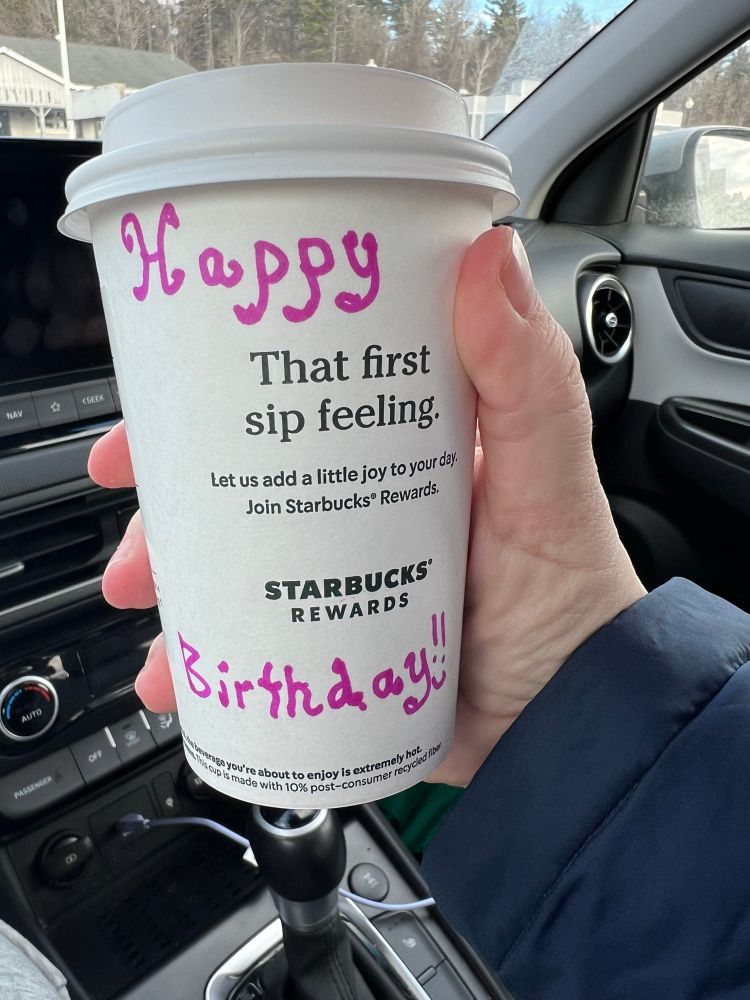 Happy
That first
sip feeling.
Let us add a little joy to your day.
Join Starbucks® Rewards.
STARBUCKS®
REWARDS
Birthday!!
beverage you're about to enjoy is extremely hot.
This cup is made with 10% post-consumer recycled fiber.
NAV
SEEK
AUTO
OFF
PASSENGER